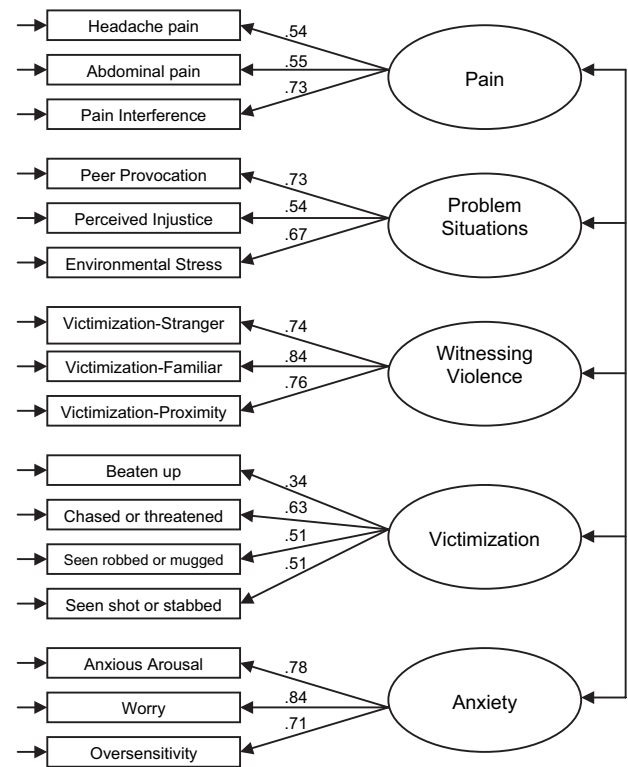 Headache pain
.54
Abdominal pain
.55
Pain
.73
Pain Interference
Peer Provocation
.73
Perceived Injustice
.54
Problem
Situations
.67
Environmental Stress
Victimization-Stranger
.74
Victimization-Familiar
.84
Witnessing
Violence
.76
Victimization-Proximity
Beaten up
.34
Chased or threatened
.63
Victimization
.51
Seen robbed or mugged
.51
Seen shot or stabbed
Anxious Arousal
.78
Worry
.84
Anxiety
.71
Oversensitivity